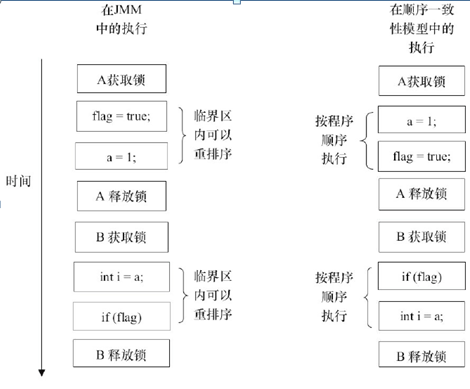 在JMM
中的执行
在顺序一致
性模型中的
执行
A获取锁
flag = true;
a = 1;
临界区
内可以
重排序
A 释放锁
B 获取锁
int i = a;
if (flag)
临界区
内可以
重排序
B 释放锁
时间
A获取锁
按程序
顺序
执行
a = 1;
flag = true;
A 释放锁
B 获取锁
按程序
顺序
执行
if (flag)
int i = a;
B 释放锁